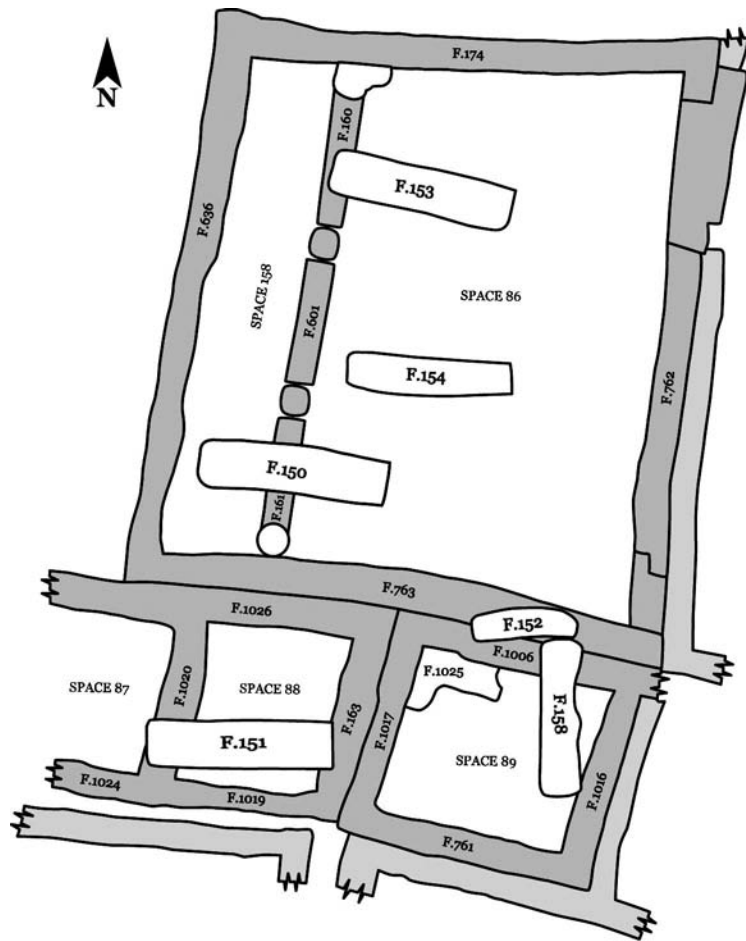 F.174
N
F.160
F.153
F.636
SPACE 158
SPACE 86
F.601
F.154
F.762
F.150
F.161
F.763
F.152
F.1026
F.1006
F.1025
F.1020
SPACE 87
SPACE 88
F.163
F.158
F.1017
F.151
SPACE 89
F.1024
F.1019
F.1016
F.761